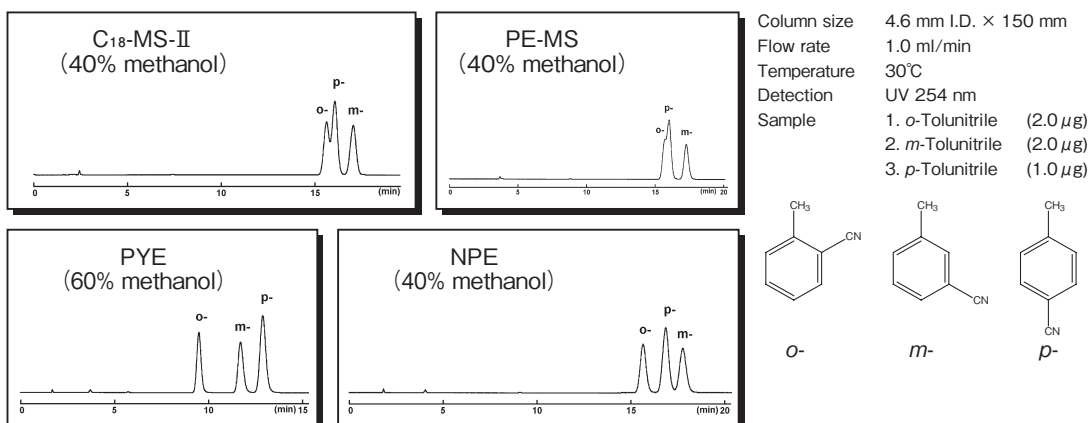 C18-MS-II
(40% methanol)
o-
p-
m-
0
5
10
15
(min)
PE-MS
(40% methanol)
o-
p-
m-
0
5
10
15
(min)
20
PYE
(60% methanol)
o-
m-
p-
0
5
10
(min) 15
NPE
(40% methanol)
o-
p-
m-
0
5
10
15
(min) 20
Column size 4.6 mm I.D. × 150 mm
Flow rate 1.0 ml/min
Temperature 30℃
Detection UV 254 nm
Sample 1. o-Tolunitrile (2.0 μg)
2. m-Tolunitrile (2.0 μg)
3. p-Tolunitrile (1.0 μg)
CH3
CN
o-
CH3
CN
m-
CH3
CN
p-